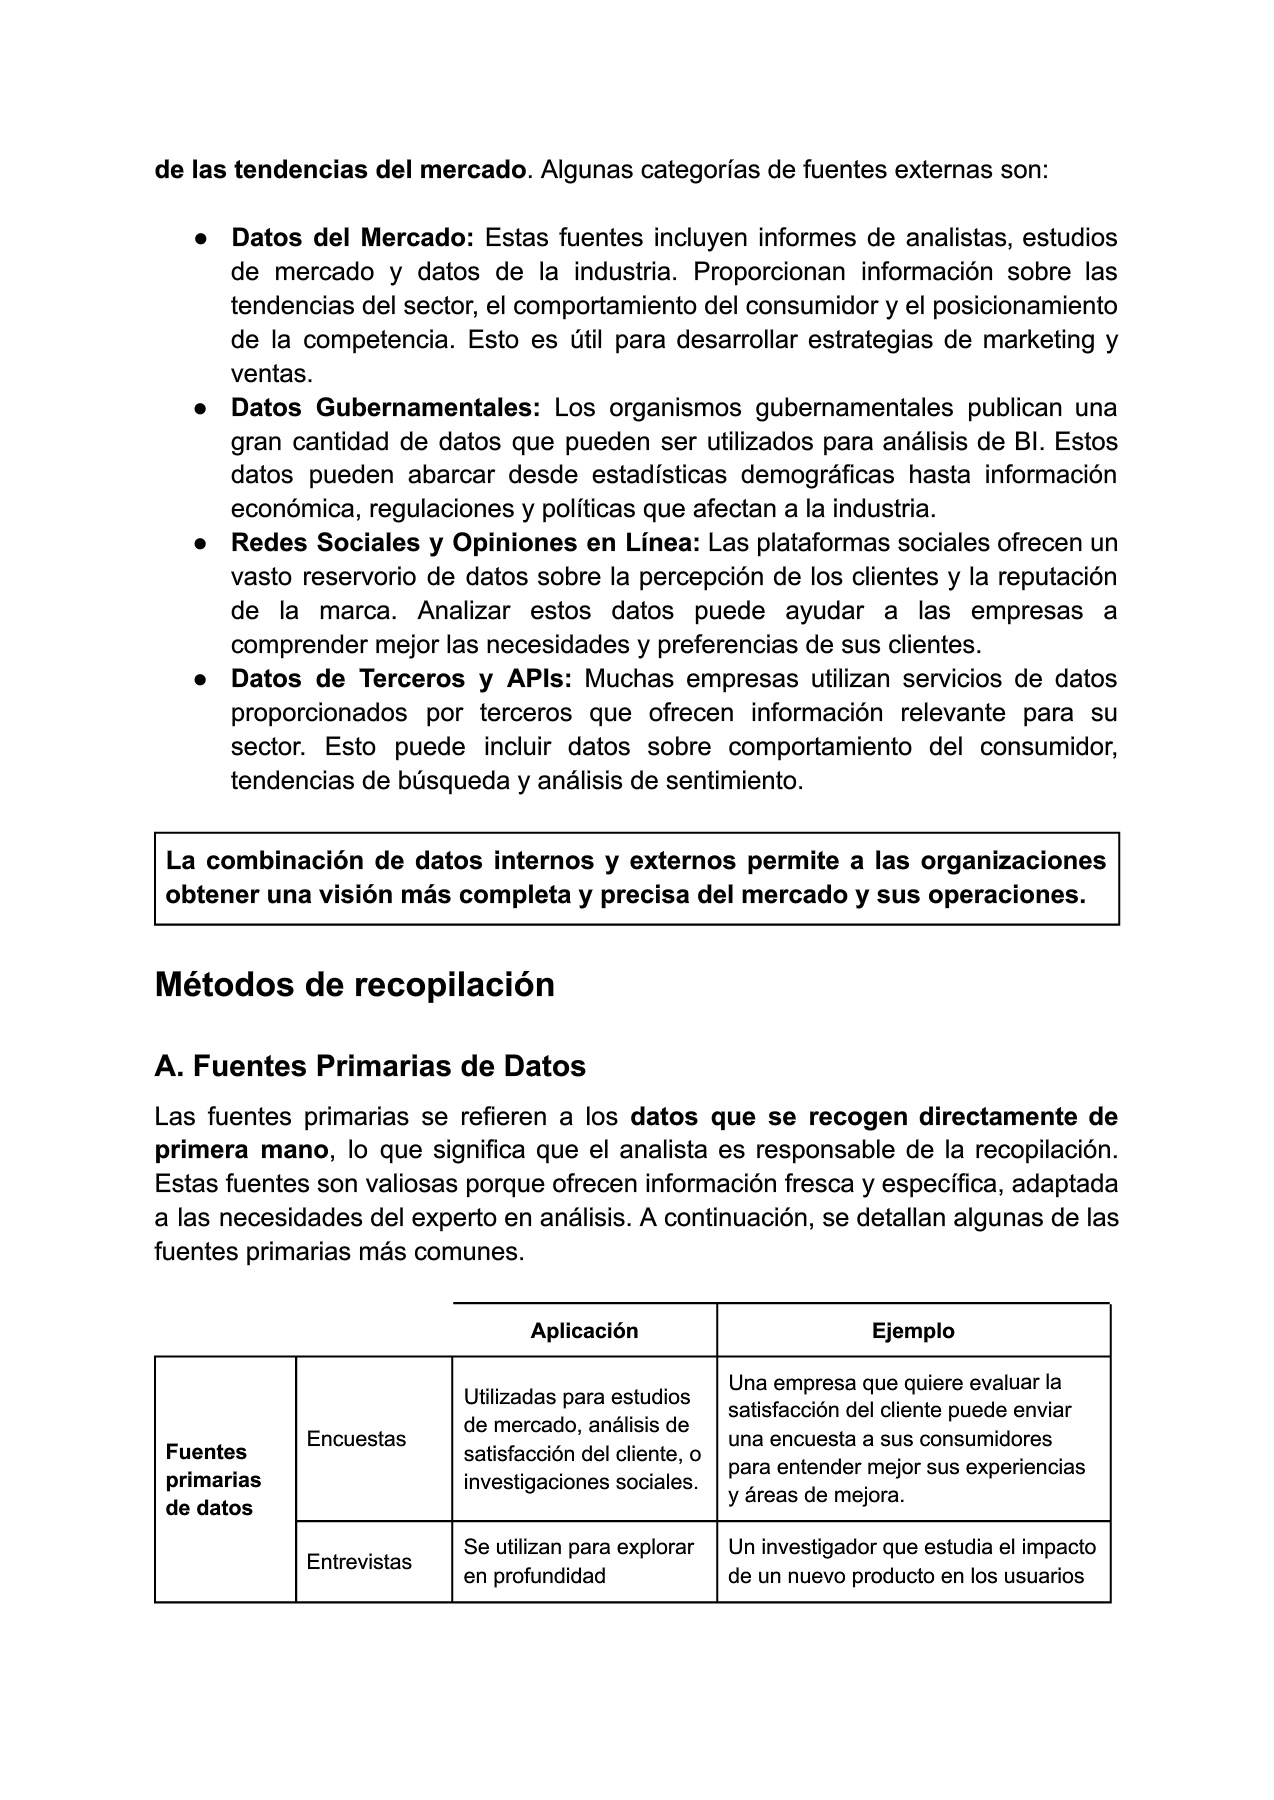 de las tendencias del mercado. Algunas categorías de fuentes externas son:
● Datos del Mercado: Estas fuentes incluyen informes de analistas, estudios
de mercado y datos de la industria. Proporcionan información sobre las
tendencias del sector, el comportamiento del consumidor y el posicionamiento
de la competencia. Esto es útil para desarrollar estrategias de marketing y
ventas.
● Datos Gubernamentales: Los organismos gubernamentales publican una
gran cantidad de datos que pueden ser utilizados para análisis de BI. Estos
datos pueden abarcar desde estadísticas demográficas hasta información
económica, regulaciones y políticas que afectan a la industria.
● Redes Sociales y Opiniones en Línea: Las plataformas sociales ofrecen un
vasto reservorio de datos sobre la percepción de los clientes y la reputación
de la marca. Analizar estos datos puede ayudar a las empresas a
comprender mejor las necesidades y preferencias de sus clientes.
● Datos de Terceros y APIs: Muchas empresas utilizan servicios de datos
proporcionados por terceros que ofrecen información relevante para su
sector. Esto puede incluir datos sobre comportamiento del consumidor,
tendencias de búsqueda y análisis de sentimiento.
La combinación de datos internos y externos permite a las organizaciones
obtener una visión más completa y precisa del mercado y sus operaciones.
Métodos de recopilación
A. Fuentes Primarias de Datos
Las fuentes primarias se refieren a los datos que se recogen directamente de
primera mano, lo que significa que el analista es responsable de la recopilación.
Estas fuentes son valiosas porque ofrecen información fresca y específica, adaptada
a las necesidades del experto en análisis. A continuación, se detallan algunas de las
fuentes primarias más comunes.
Aplicación
Ejemplo
Fuentes
primarias
de datos
Encuestas
Utilizadas para estudios
de mercado, análisis de
satisfacción del cliente, o
investigaciones sociales.
Una empresa que quiere evaluar la
satisfacción del cliente puede enviar
una encuesta a sus consumidores
para entender mejor sus experiencias
y áreas de mejora.
Entrevistas
Se utilizan para explorar
en profundidad
Un investigador que estudia el impacto
de un nuevo producto en los usuarios